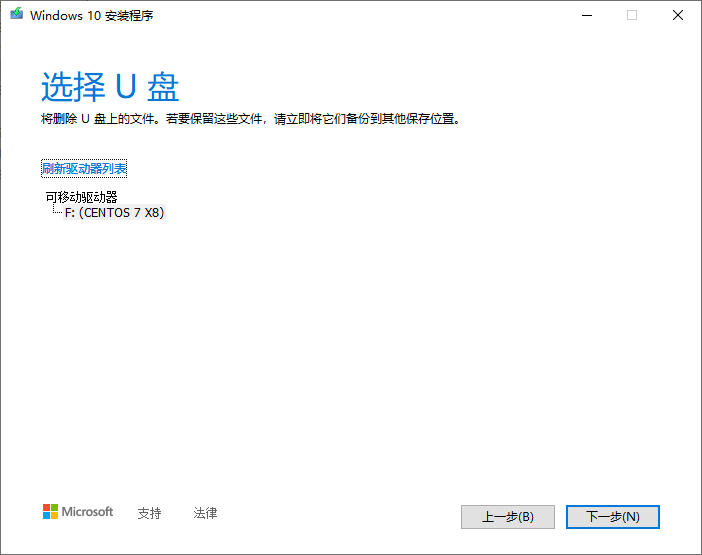 Windows 10 安装程序
选择 U 盘
将删除 U 盘上的文件。若要保留这些文件，请立即将它们备份到其他保存位置。
刷新驱动器列表
可移动驱动器
F: (CENTOS 7 X8)
Microsoft 支持 法律 上一步(B) 下一步(N)